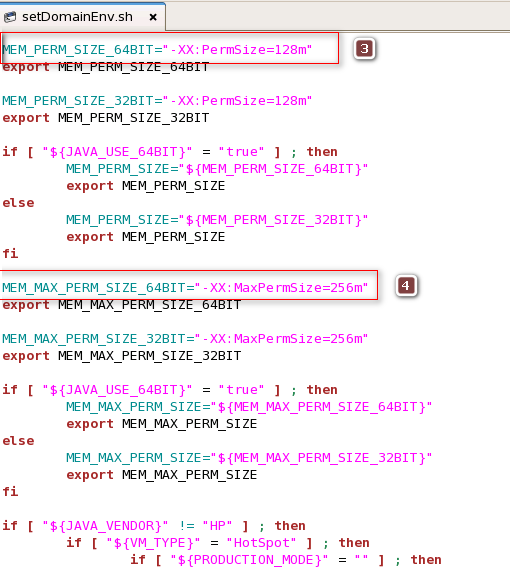 setDomainEnv.sh ×
MEM_PERM_SIZE_64BIT="-XX:PermSize=128m"
3
export MEM_PERM_SIZE_64BIT
MEM_PERM_SIZE_32BIT="-XX:PermSize=128m"
export MEM_PERM_SIZE_32BIT
if [ "${JAVA_USE_64BIT}" = "true" ] ; then
MEM_PERM_SIZE="${MEM_PERM_SIZE_64BIT}"
export MEM_PERM_SIZE
else
MEM_PERM_SIZE="${MEM_PERM_SIZE_32BIT}"
export MEM_PERM_SIZE
fi
MEM_MAX_PERM_SIZE_64BIT="-XX:MaxPermSize=256m"
4
export MEM_MAX_PERM_SIZE_64BIT
MEM_MAX_PERM_SIZE_32BIT="-XX:MaxPermSize=256m"
export MEM_MAX_PERM_SIZE_32BIT
if [ "${JAVA_USE_64BIT}" = "true" ] ; then
MEM_MAX_PERM_SIZE="${MEM_MAX_PERM_SIZE_64BIT}"
export MEM_MAX_PERM_SIZE
else
MEM_MAX_PERM_SIZE="${MEM_MAX_PERM_SIZE_32BIT}"
export MEM_MAX_PERM_SIZE
fi
if [ "${JAVA_VENDOR}" != "HP" ] ; then
if [ "${VM_TYPE}" = "HotSpot" ] ; then
if [ "${PRODUCTION_MODE}" = "" ] ; then